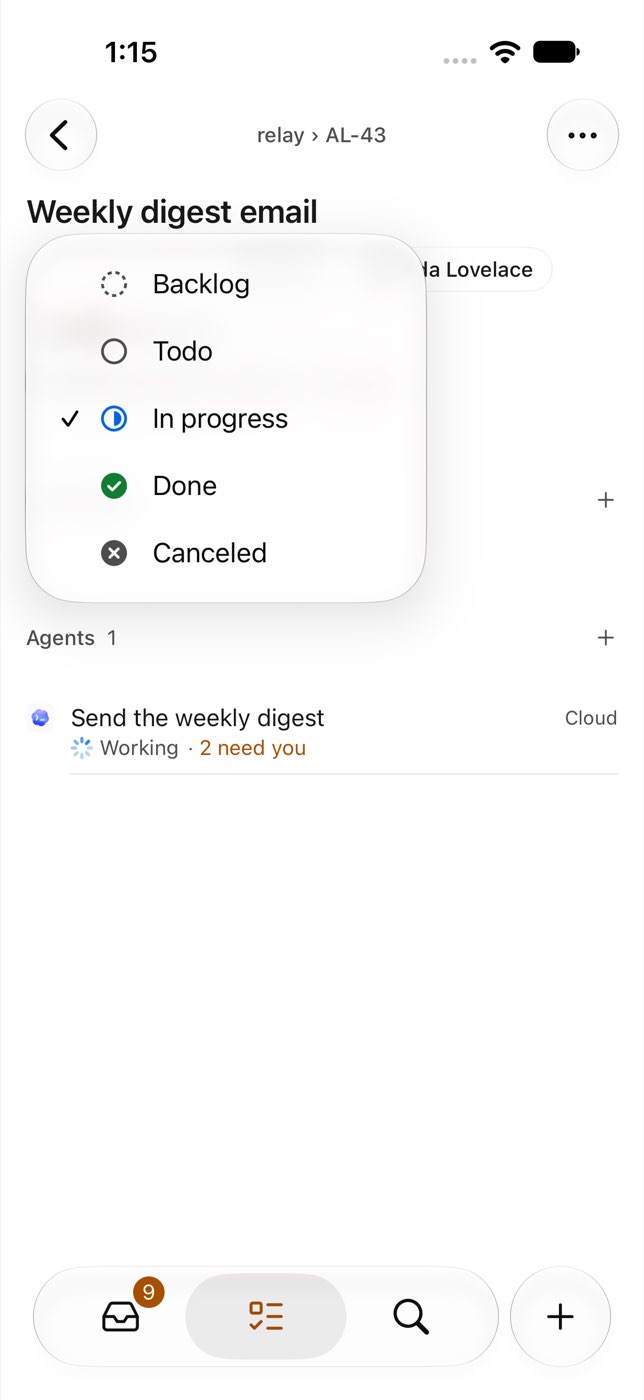 1:15
relay › AL-43
Weekly digest email
Lovelace
Backlog
Todo
In progress
Done
Canceled
Agents 1
Send the weekly digest
Cloud
Working · 2 need you
9